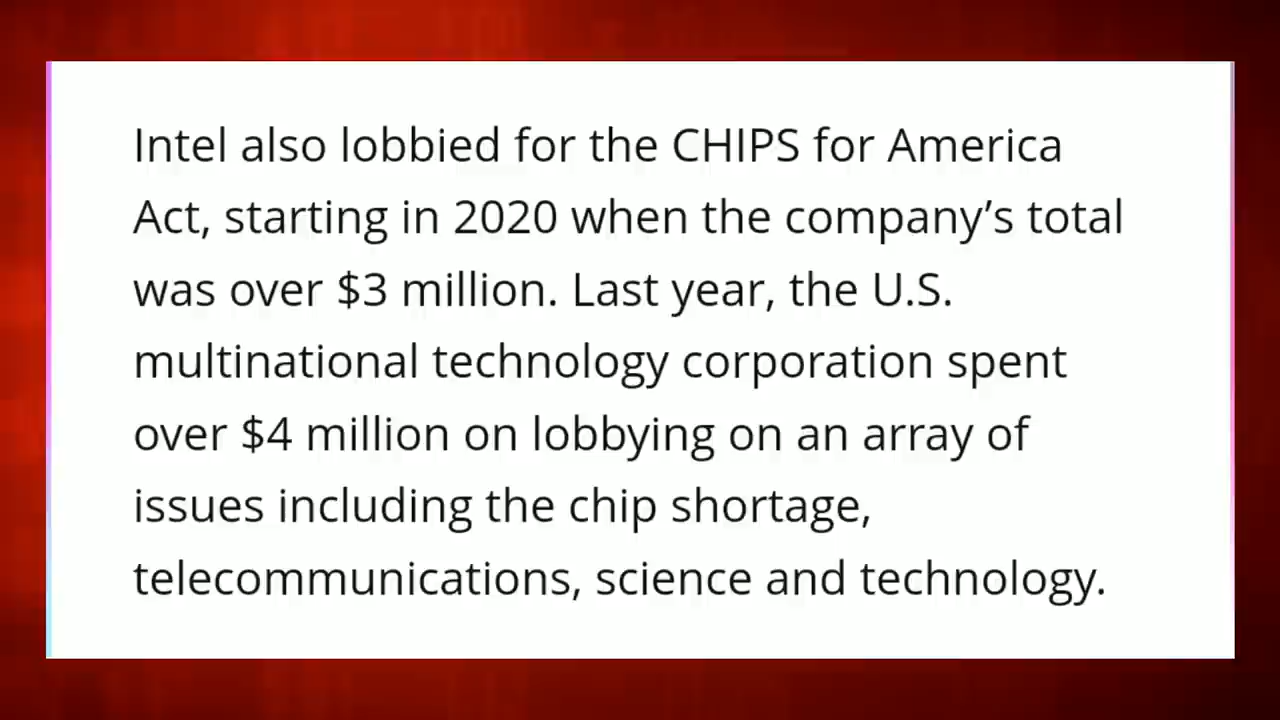 Intel also lobbied for the CHIPS for America
Act, starting in 2020 when the company’s total
was over $3 million. Last year, the U.S.
multinational technology corporation spent
over $4 million on lobbying on an array of
issues including the chip shortage,
telecommunications, science and technology.